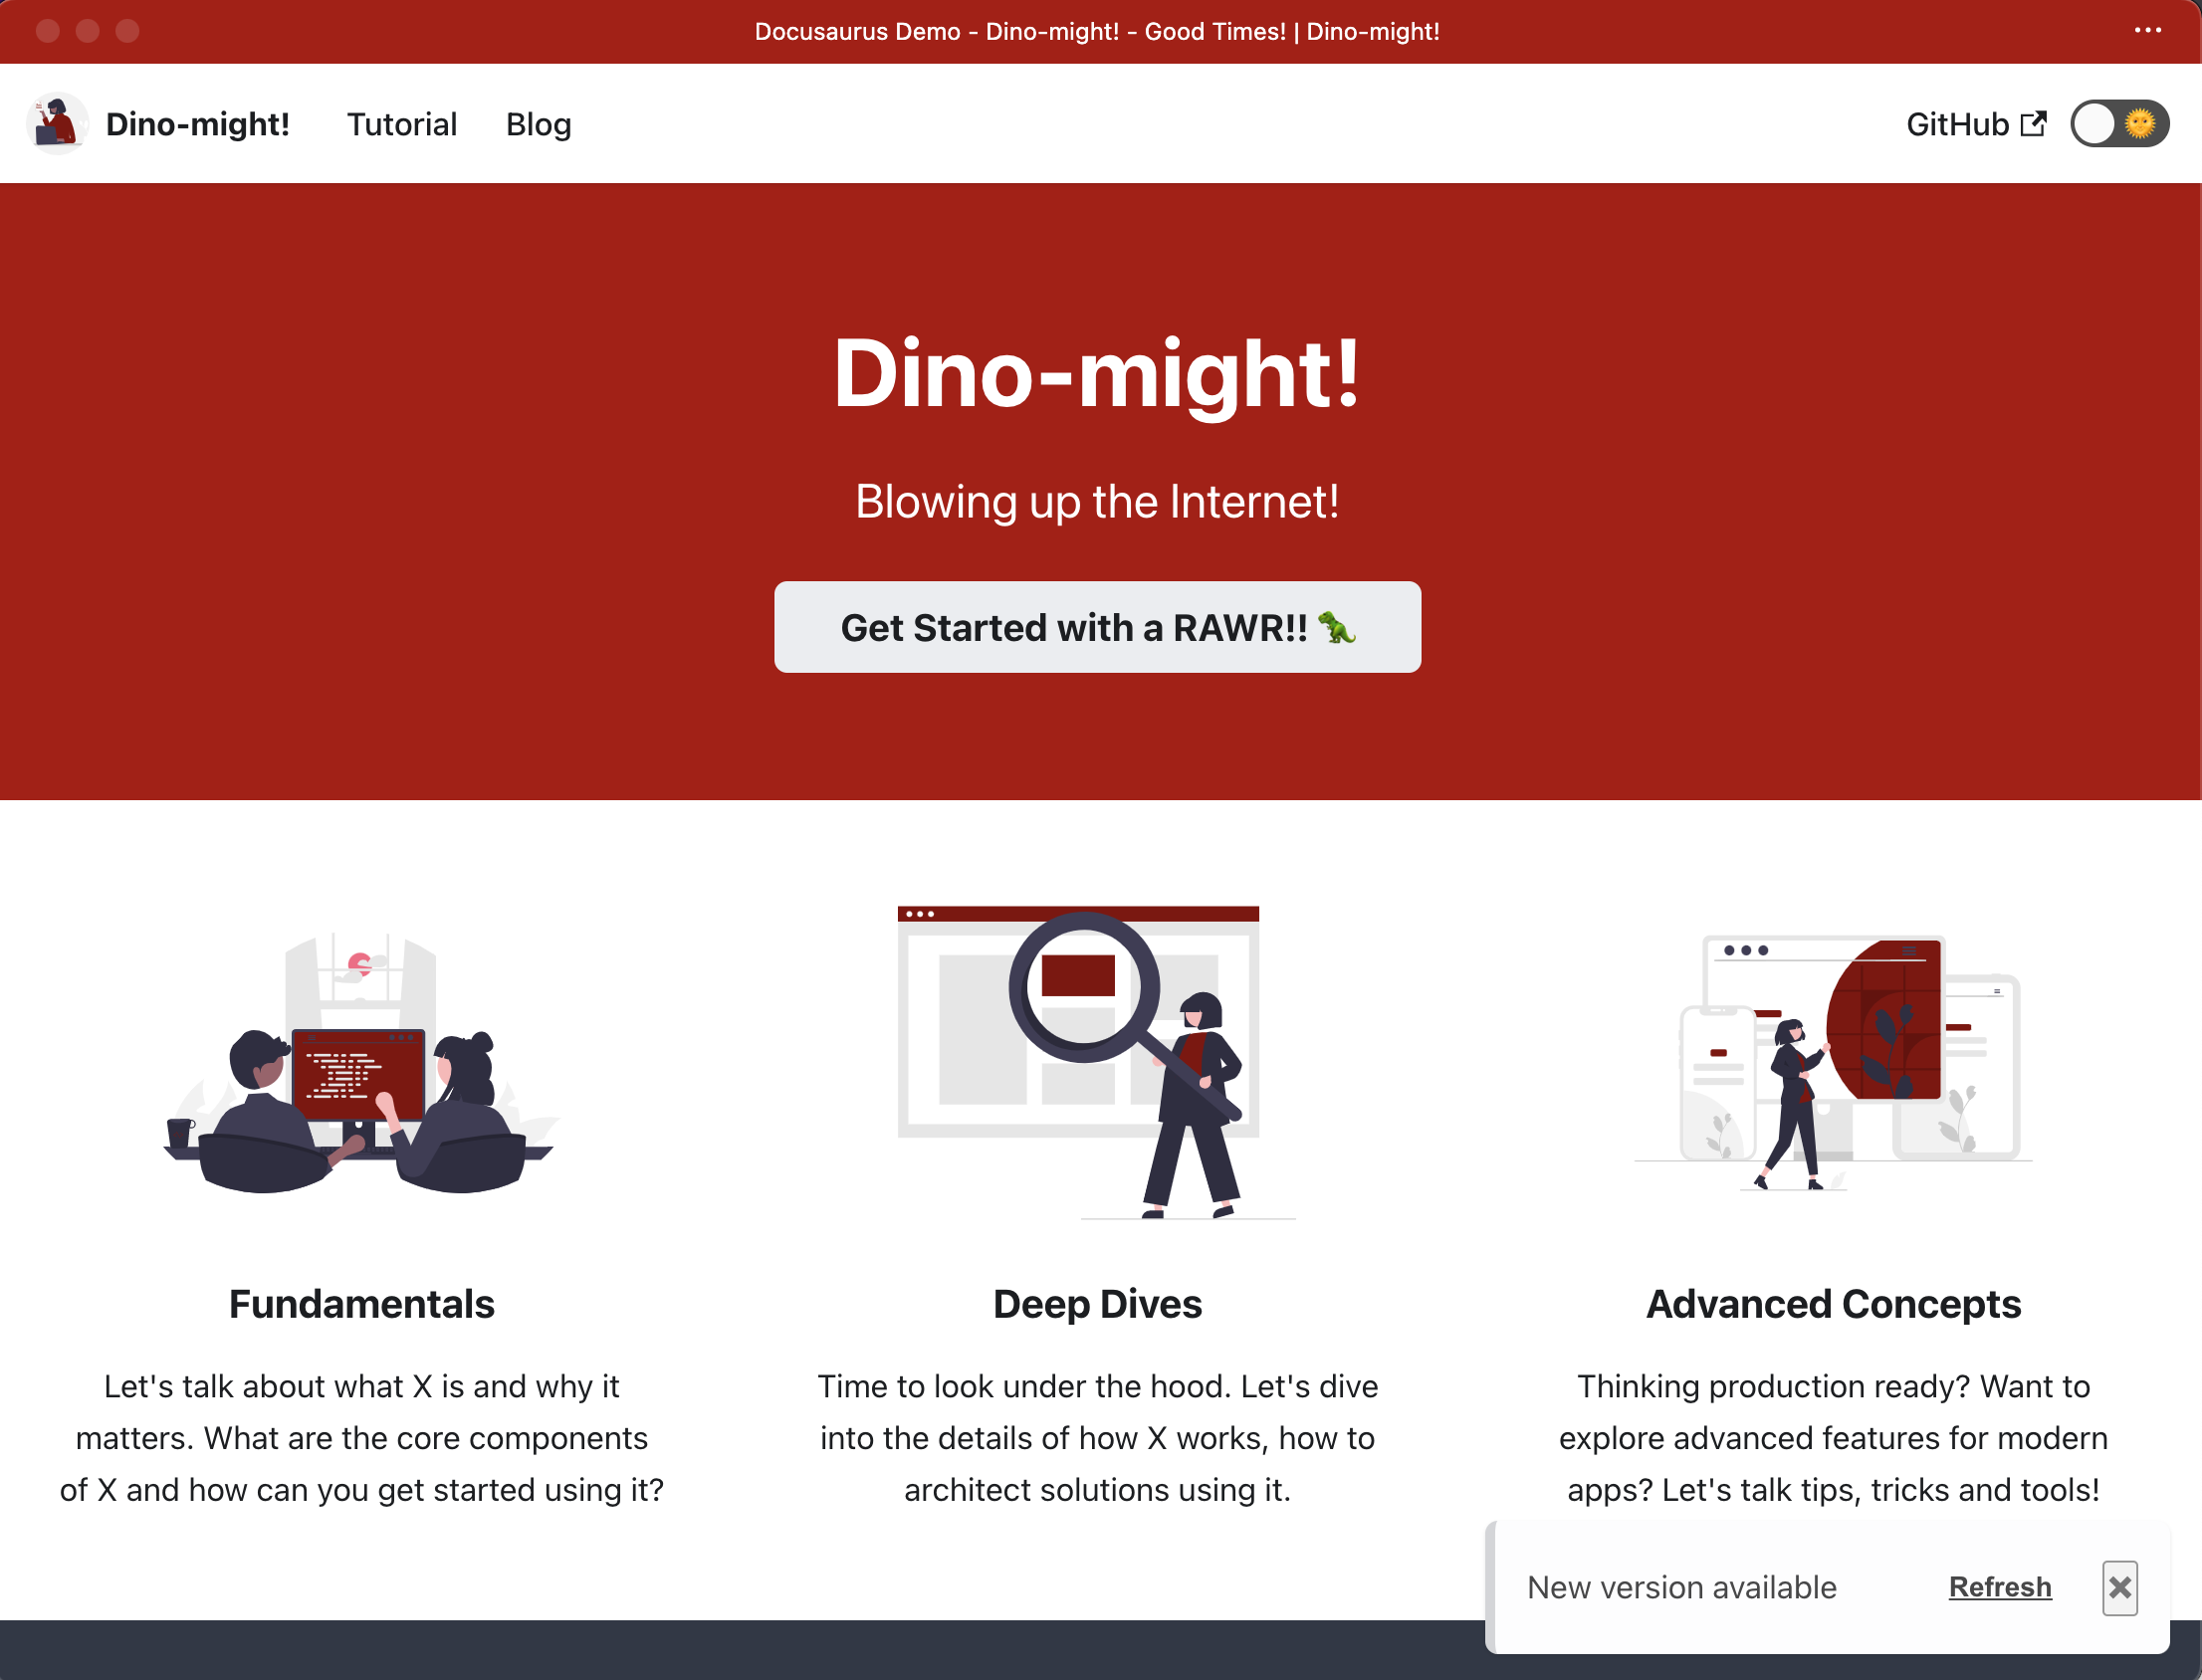 Docusaurus Demo - Dino-might! - Good Times! | Dino-might!
Dino-might!
Tutorial
Blog
GitHub
Dino-might!
Blowing up the Internet!
Get Started with a RAWR!! 🦖
Fundamentals
Let's talk about what X is and why it
matters. What are the core components
of X and how can you get started using it?
Deep Dives
Time to look under the hood. Let's dive
into the details of how X works, how to
architect solutions using it.
Advanced Concepts
Thinking production ready? Want to
explore advanced features for modern
apps? Let's talk tips, tricks and tools!
New version available
Refresh